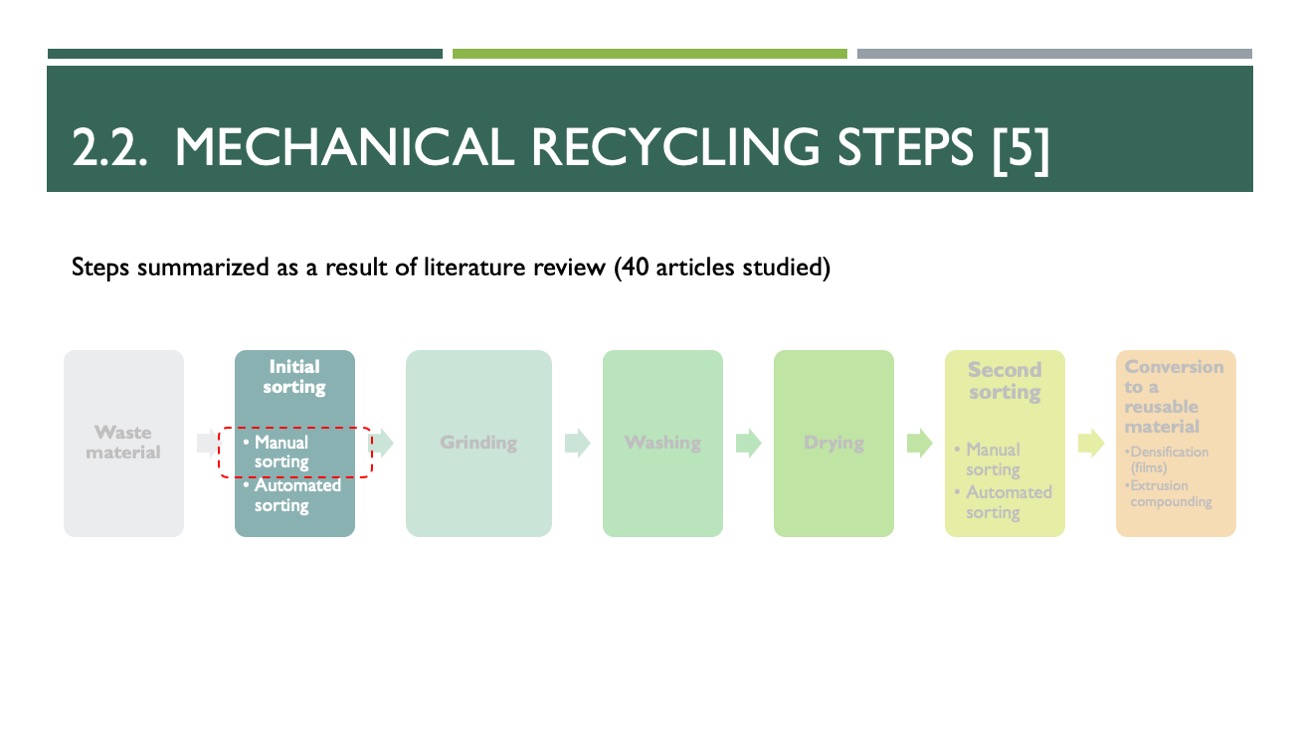 2.2. MECHANICAL RECYCLING STEPS [5]
Steps summarized as a result of literature review (40 articles studied)
Waste
material
Initial
sorting
• Manual
sorting
• Automated
sorting
Grinding
Washing
Drying
Second
sorting
• Manual
sorting
• Automated
sorting
Conversion
to a
reusable
material
•Densification
(films)
•Extrusion
compounding